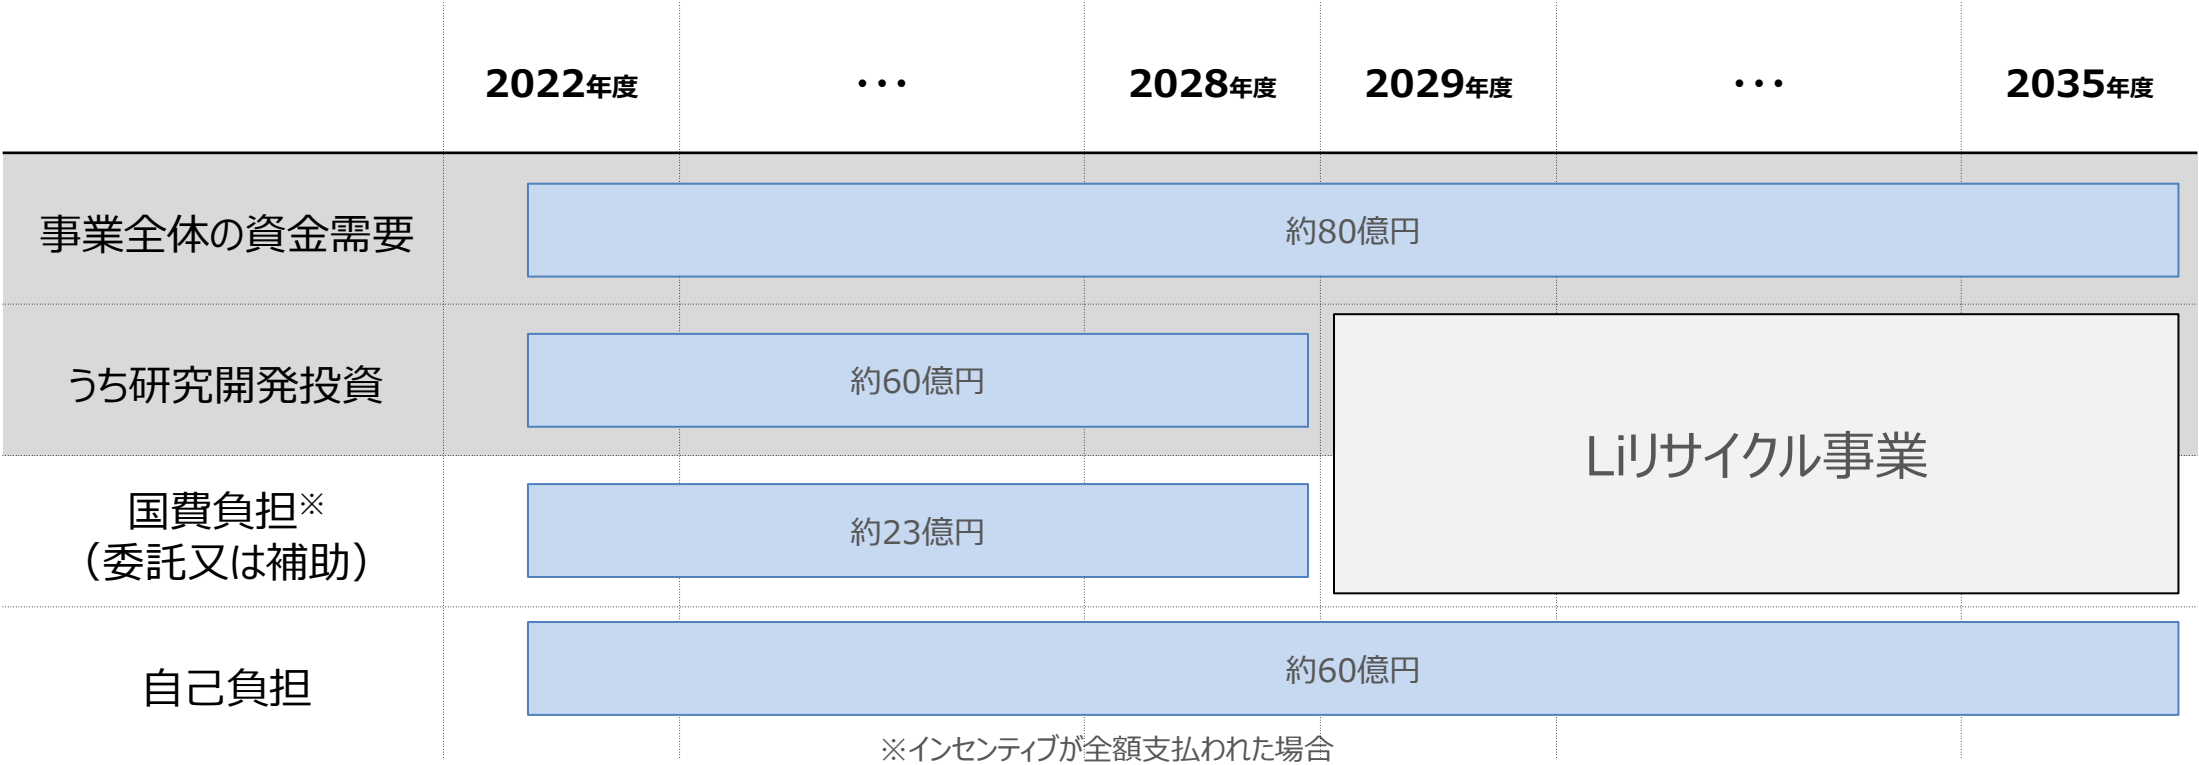 2022年度 ・・・ 2028年度 2029年度 ・・・ 2035年度
事業全体の資金需要 約80億円
うち研究開発投資 約60億円
Liリサイクル事業
国費負担※
（委託又は補助） 約23億円
自己負担 約60億円
※インセンティブが全額支払われた場合